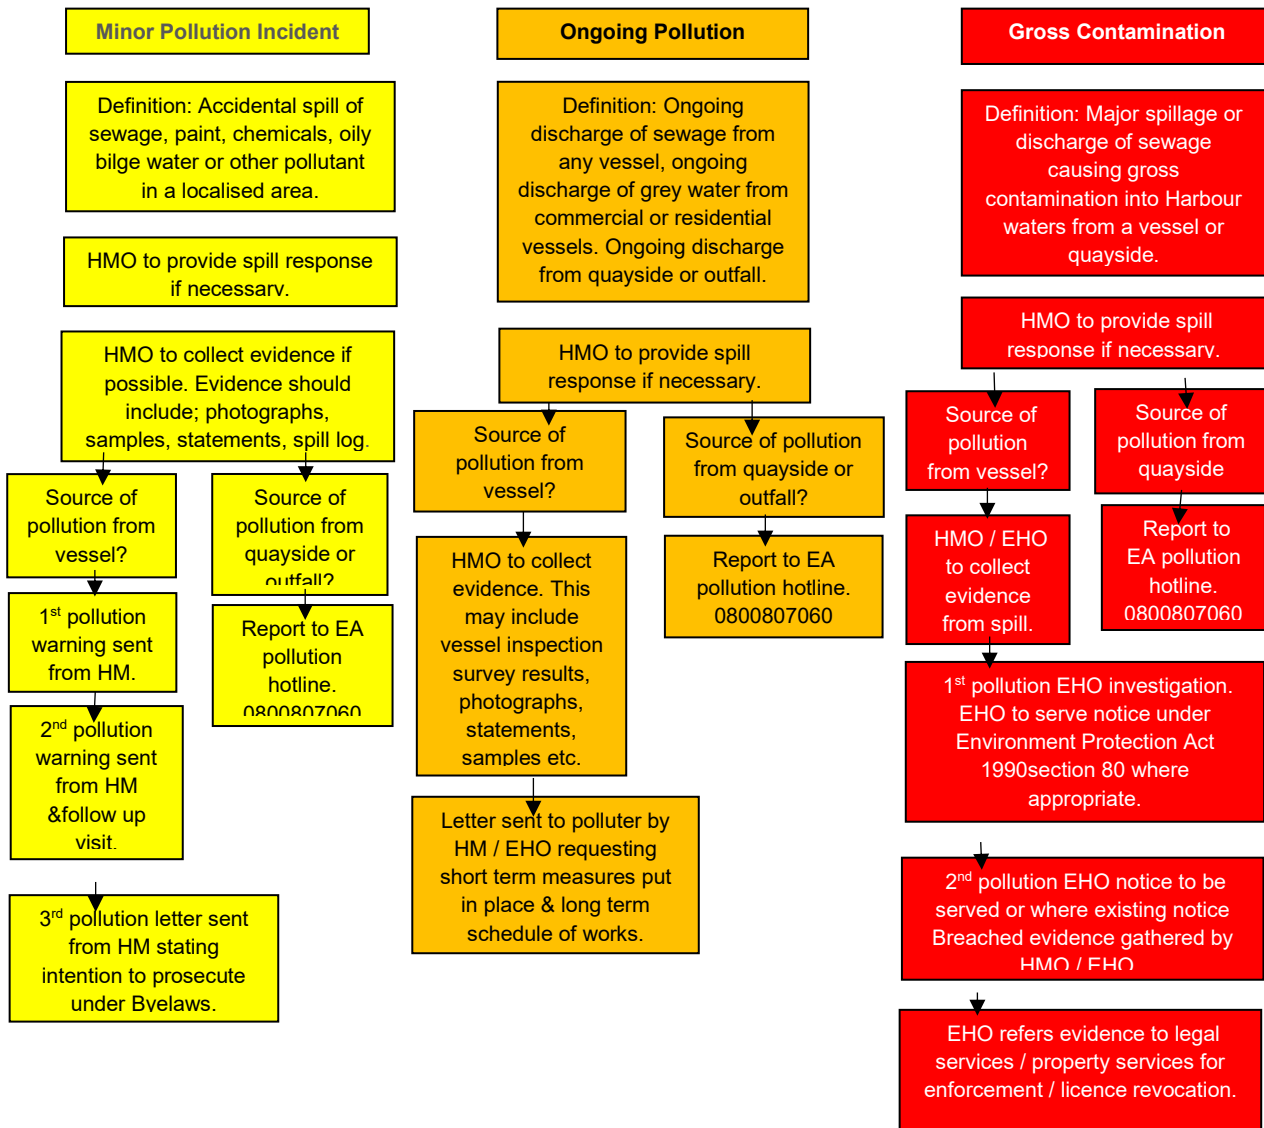 Minor Pollution Incident
Definition: Accidental spill of
sewage, paint, chemicals, oily
bilge water or other pollutant
in a localised area.
HMO to provide spill response
if necessary.
HMO to collect evidence if
possible. Evidence should
include; photographs,
samples, statements, spill log.
Source of
pollution from
vessel?
1st pollution
warning sent
from HM.
2nd pollution
warning sent
from HM
&follow up
visit.
3rd pollution letter sent
from HM stating
intention to prosecute
under Byelaws.
Source of
pollution from
quayside or
outfall?
Report to EA
pollution
hotline.
0800807060
Ongoing Pollution
Definition: Ongoing
discharge of sewage from
any vessel, ongoing
discharge of grey water from
commercial or residential
vessels. Ongoing discharge
from quayside or outfall.
HMO to provide spill
response if necessary.
Source of
pollution from
vessel?
HMO to collect
evidence. This
may include
vessel inspection
survey results,
photographs,
statements,
samples etc.
Letter sent to polluter by
HM / EHO requesting
short term measures put
in place & long term
schedule of works.
Source of pollution
from quayside or
outfall?
Report to EA
pollution hotline.
0800807060
Gross Contamination
Definition: Major spillage or
discharge of sewage
causing gross
contamination into Harbour
waters from a vessel or
quayside.
HMO to provide spill
response if necessary.
Source of
pollution
from vessel?
HMO / EHO
to collect
evidence
from spill.
Source of
pollution from
quayside
Report to
EA pollution
hotline.
0800807060
1st pollution EHO investigation.
EHO to serve notice under
Environment Protection Act
1990section 80 where
appropriate.
2nd pollution EHO notice to be
served or where existing notice
Breached evidence gathered by
HMO / EHO
EHO refers evidence to legal
services / property services for
enforcement / licence revocation.